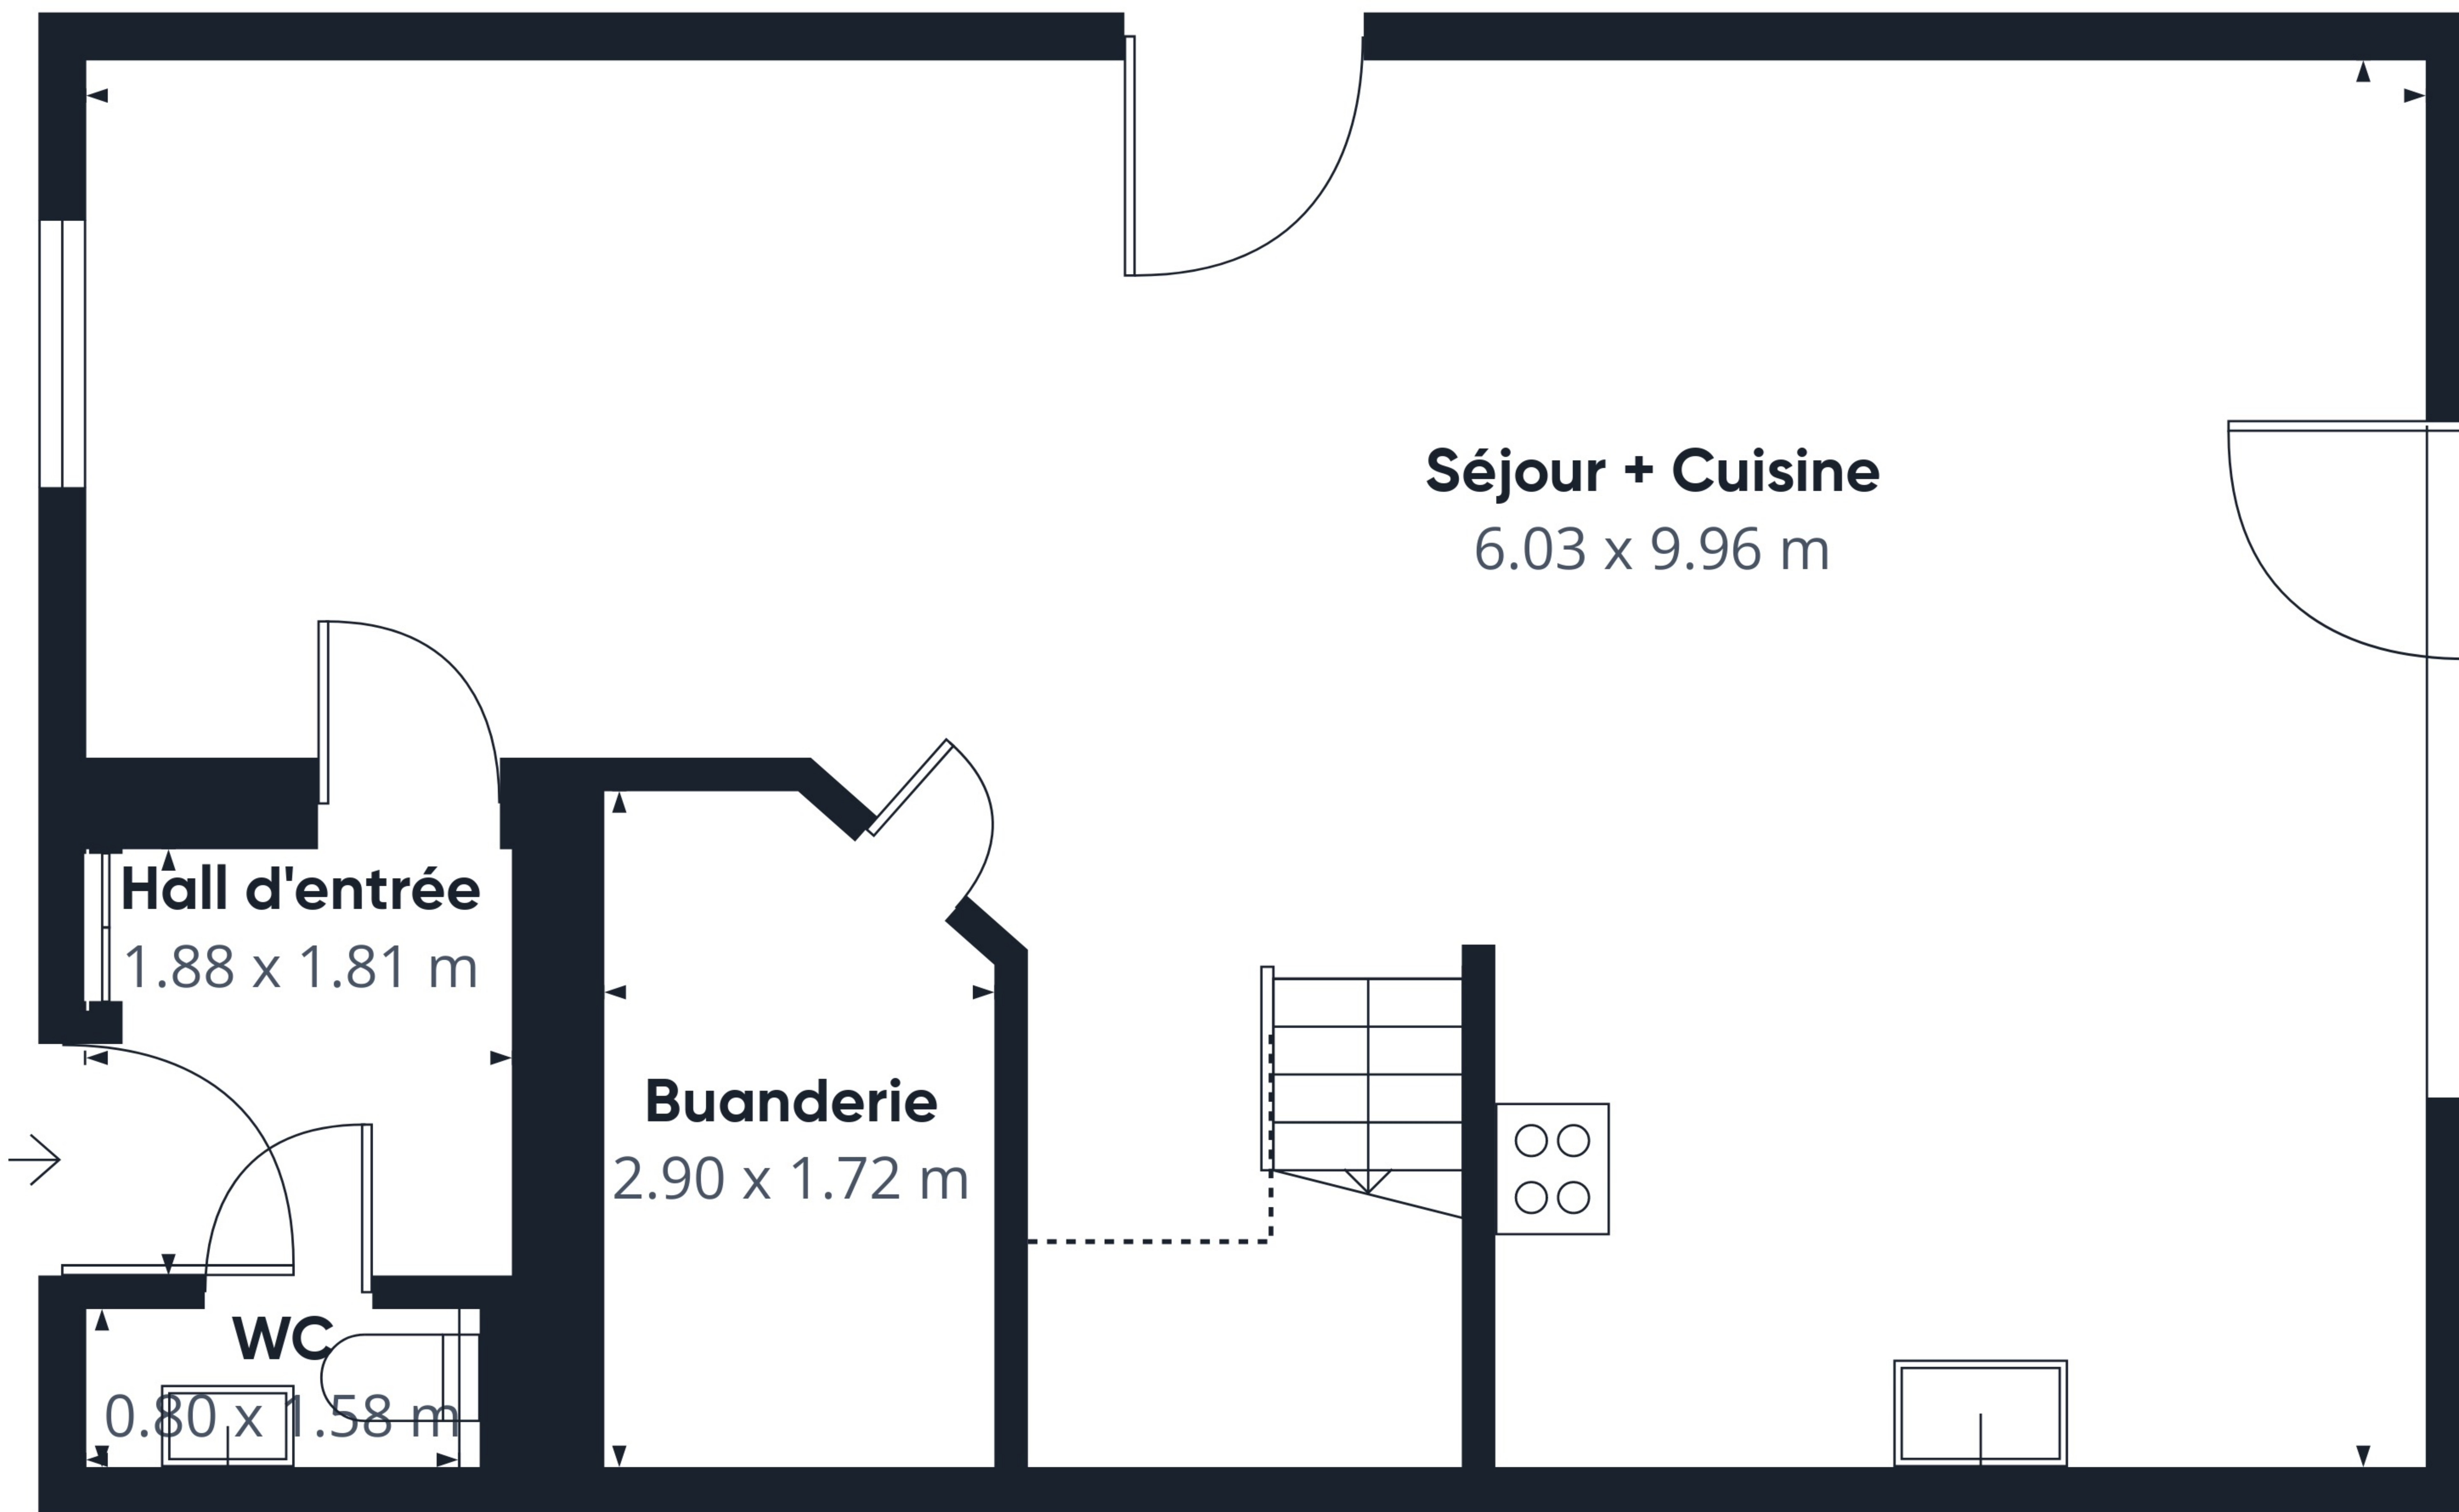 Séjour + Cuisine
6.03 x 9.96 m
Hall d'entrée
1.88 x 1.81 m
Buanderie
2.90 x 1.72 m
WC
0.80 x 1.58 m